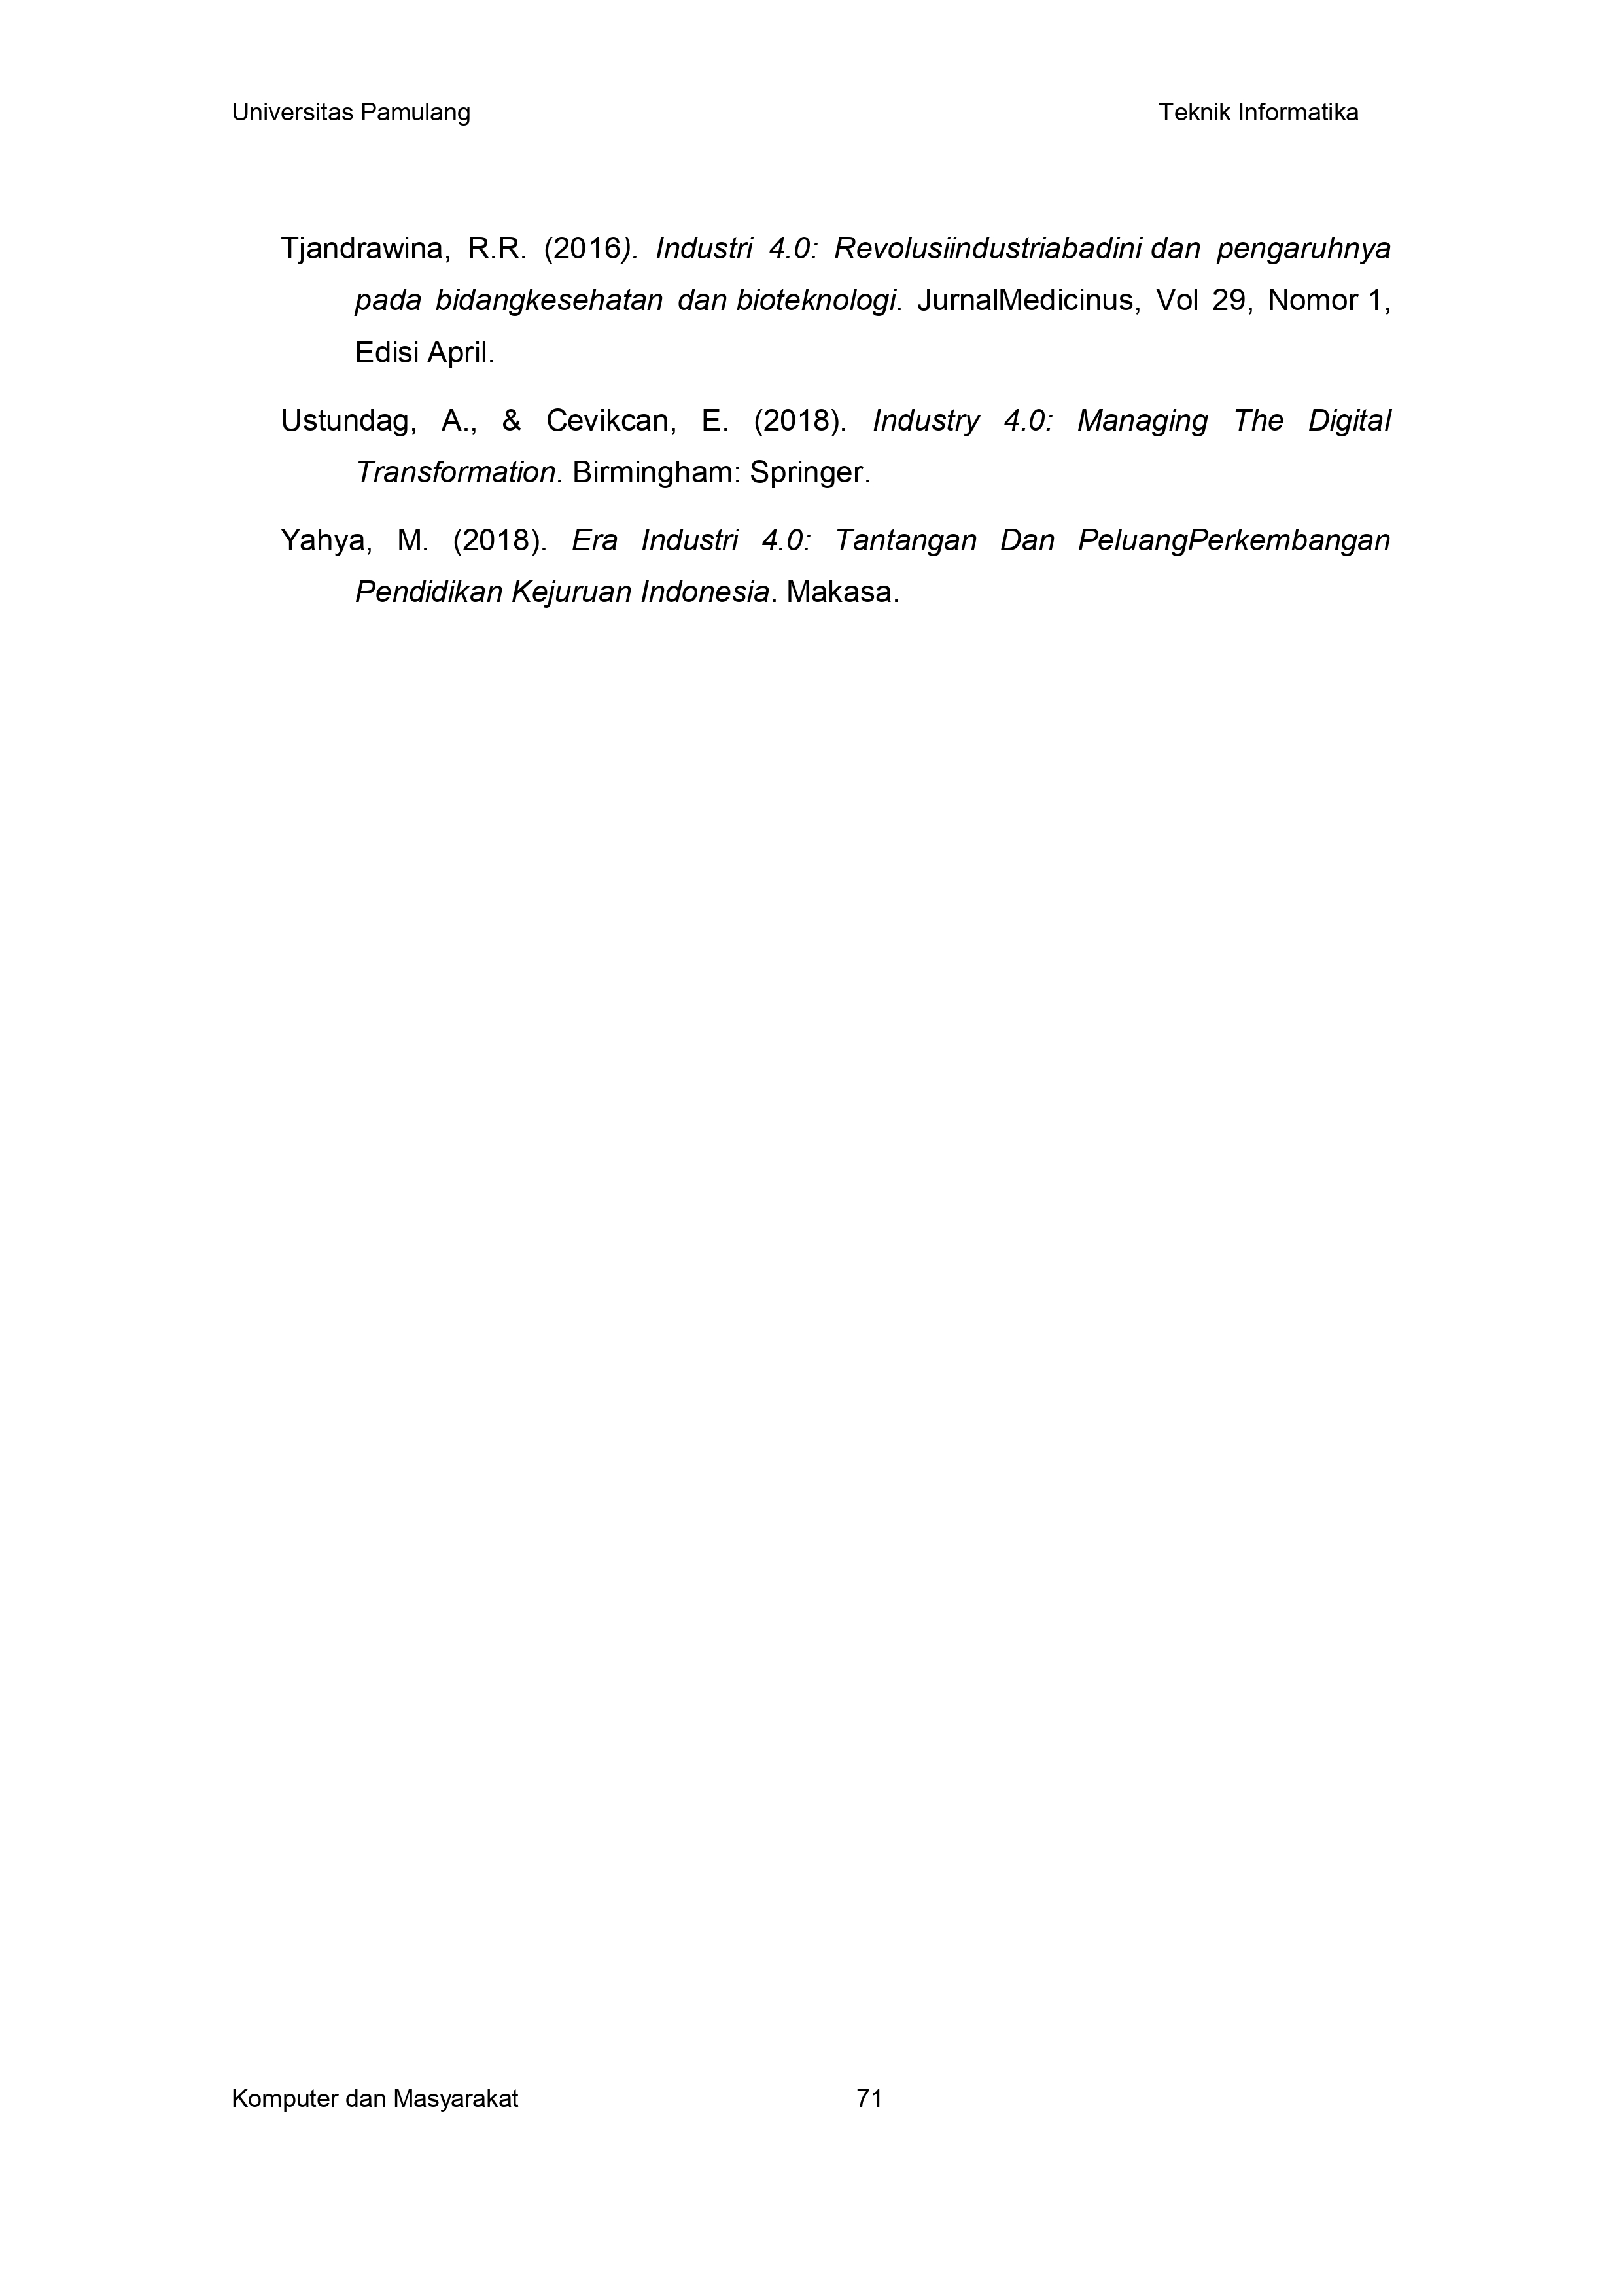 Universitas Pamulang Teknik Informatika
Tjandrawina, R.R. (2016). Industri 4.0: Revolusiindustriabadini dan pengaruhnya
pada bidangkesehatan dan bioteknologi. JurnalMedicinus, Vol 29, Nomor 1,
Edisi April.
Ustundag, A., & Cevikcan, E. (2018). Industry 4.0: Managing The Digital
Transformation. Birmingham: Springer.
Yahya, M. (2018). Era Industri 4.0: Tantangan Dan PeluangPerkembangan
Pendidikan Kejuruan Indonesia. Makasa.
Komputer dan Masyarakat 71